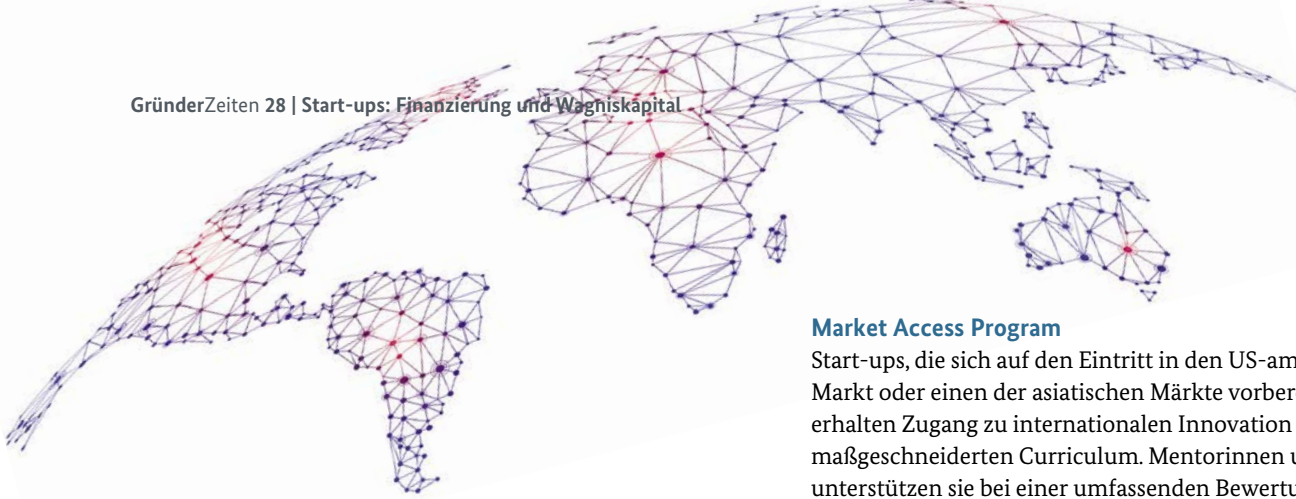 GründerZeiten 28 | Start-ups: Finanzierung und Wagniskapital
Market Access Program
Start-ups, die sich auf den Eintritt in den US-am
Markt oder einen der asiatischen Märkte vorber
erhalten Zugang zu internationalen Innovation
maßgeschneiderten Curriculum. Mentorinnen u
unterstützen sie bei einer umfassenden Bewertu